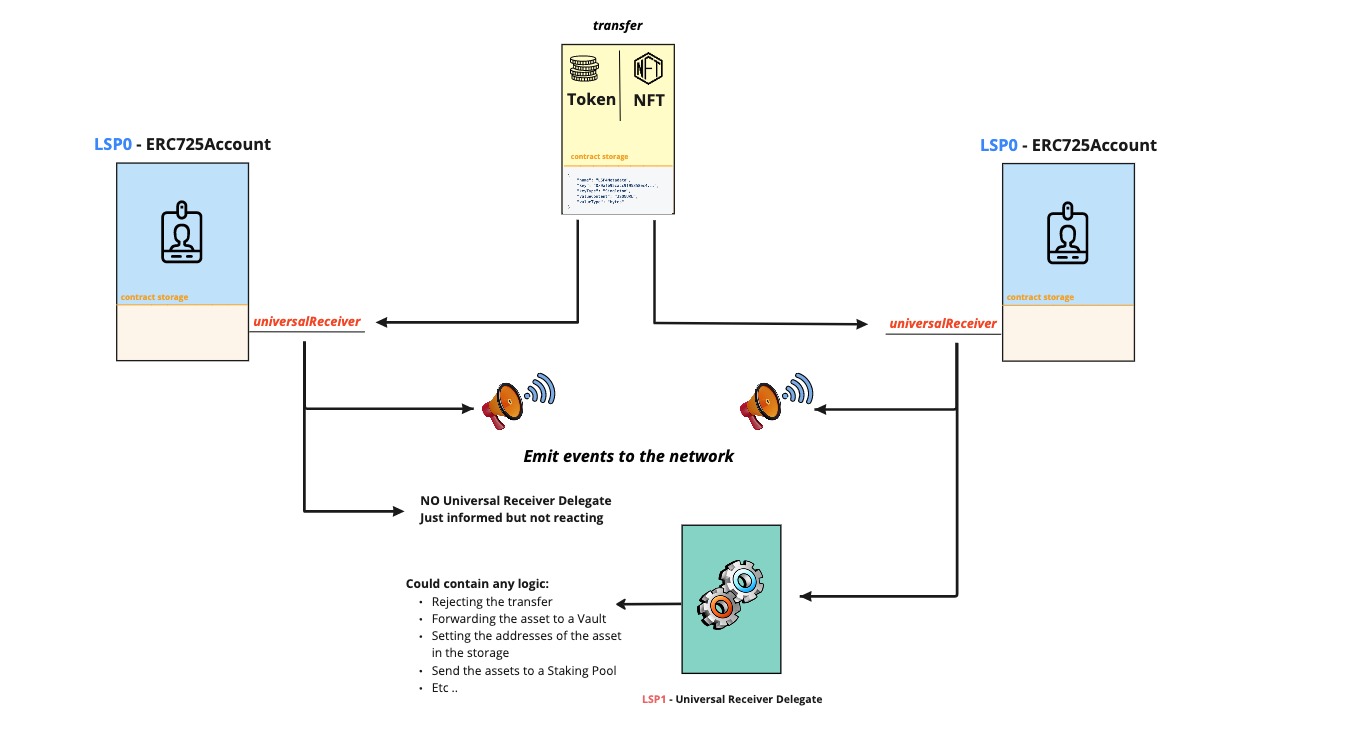 transfer
Token
NFT
NFT
contract storage
LSP0 - ERC725Account
contract storage
universalReceiver
LSP0 - ERC725Account
contract storage
universalReceiver
Emit events to the network
NO Universal Receiver Delegate
Just informed but not reacting
Could contain any logic:
• Rejecting the transfer
• Forwarding the asset to a Vault
• Setting the addresses of the asset
in the storage
• Send the assets to a Staking Pool
• Etc ..
LSP1 - Universal Receiver Delegate